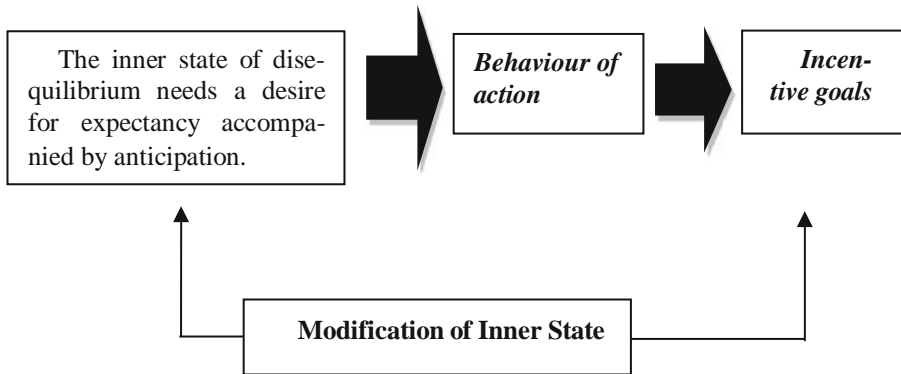 The inner state of dise-
quilibrium needs a desire
for expectancy accompa-
nied by anticipation.
Behaviour of
action
Incen-
tive goals
Modification of Inner State